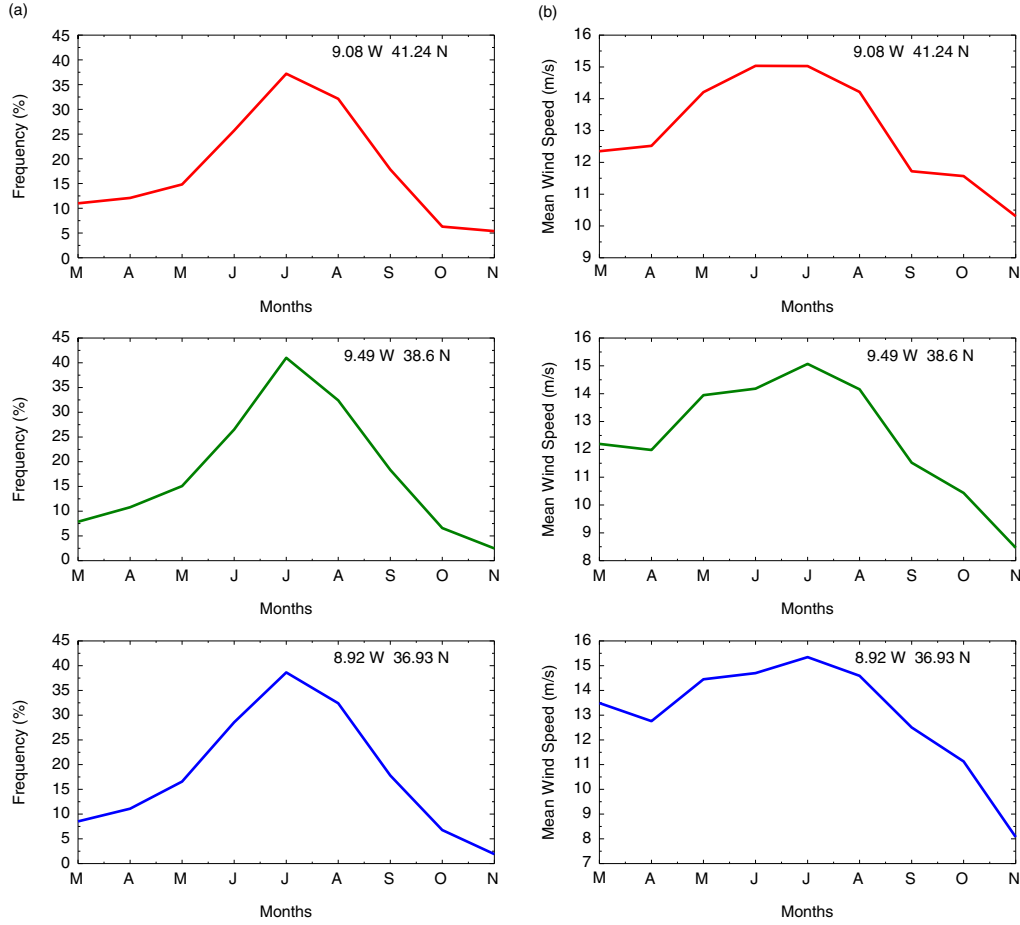 (a)
(b)
45
40
35
30
25
20
15
10
5
0
Frequency (%)
9.08 W 41.24 N
M A M J J A S O N
Months
16
15
14
13
12
11
10
9
Mean Wind Speed (m/s)
9.08 W 41.24 N
M A M J J A S O N
Months
45
40
35
30
25
20
15
10
5
0
Frequency (%)
9.49 W 38.6 N
M A M J J A S O N
Months
16
15
14
13
12
11
10
9
8
Mean Wind Speed (m/s)
9.49 W 38.6 N
M A M J J A S O N
Months
45
40
35
30
25
20
15
10
5
0
Frequency (%)
8.92 W 36.93 N
M A M J J A S O N
Months
16
15
14
13
12
11
10
9
8
7
Mean Wind Speed (m/s)
8.92 W 36.93 N
M A M J J A S O N
Months